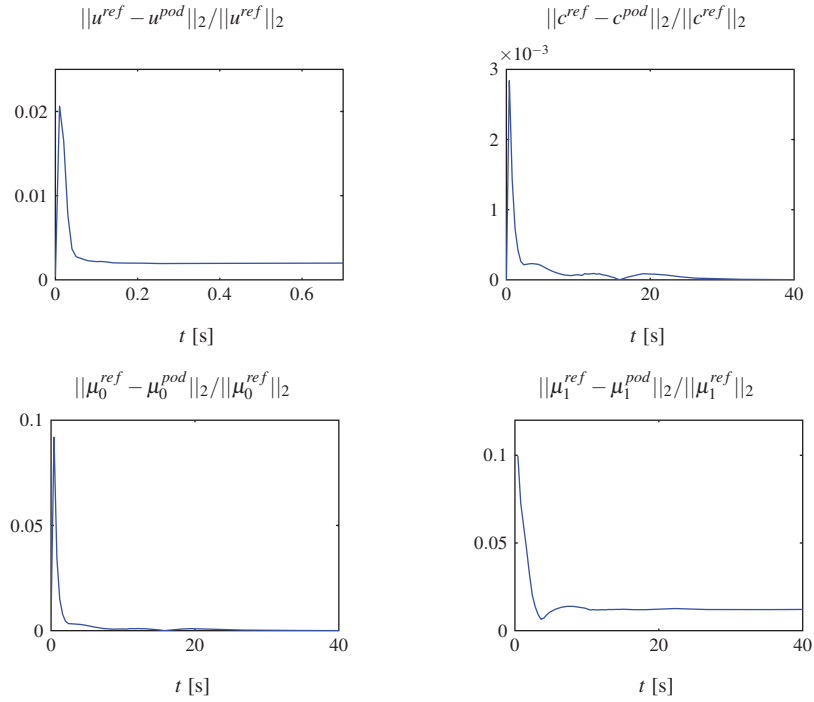 ||u^{ref} − u^{pod}||_2/||u^{ref}||_2
0.02
0.01
0
0 0.2 0.4 0.6
t [s]
||c^{ref} − c^{pod}||_2/||c^{ref}||_2
×10^{−3}
3
2
1
0
0 20 40
t [s]
||μ_0^{ref} − μ_0^{pod}||_2/||μ_0^{ref}||_2
0.1
0.05
0
0 20 40
t [s]
||μ_1^{ref} − μ_1^{pod}||_2/||μ_1^{ref}||_2
0.1
0.05
0
0 20 40
t [s]